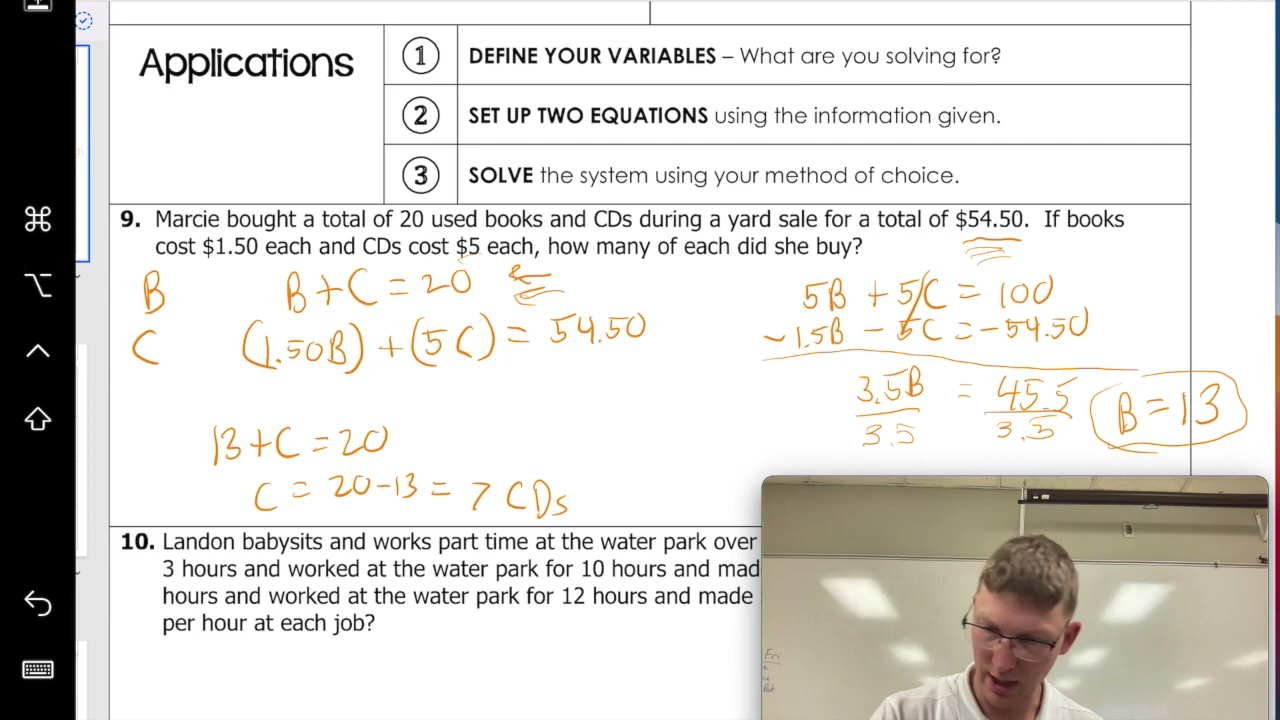 Applications
1 DEFINE YOUR VARIABLES – What are you solving for?
2 SET UP TWO EQUATIONS using the information given.
3 SOLVE the system using your method of choice.
9. Marcie bought a total of 20 used books and CDs during a yard sale for a total of $54.50. If books
cost $1.50 each and CDs cost $5 each, how many of each did she buy?
B
C
B + C = 20
(1.50B) + (5C) = 54.50
13 + C = 20
C = 20 - 13 = 7 CDs
5B + 5C = 100
- 1.5B - 5C = -54.50
3.5B = 45.5
3.5 3.5
B = 13
10. Landon babysits and works part time at the water park over
3 hours and worked at the water park for 10 hours and mad
hours and worked at the water park for 12 hours and made
per hour at each job?
Fri